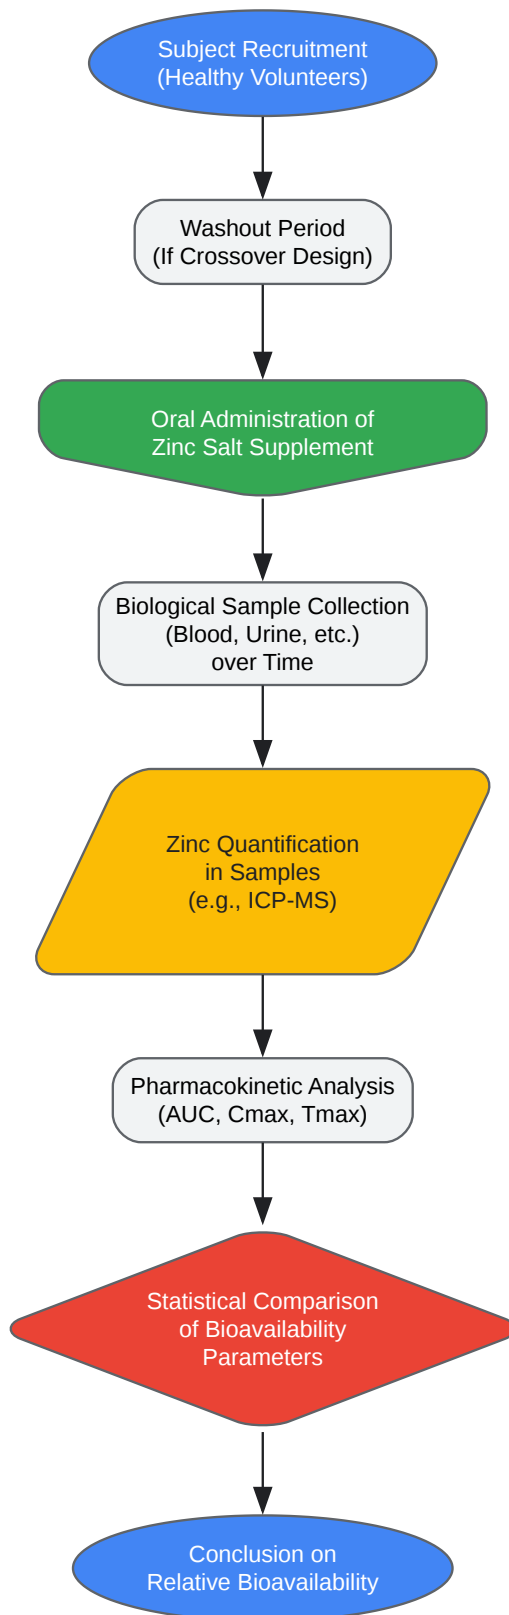 Subject Recruitment
(Healthy Volunteers)
Washout Period
(If Crossover Design)
Oral Administration of
Zinc Salt Supplement
Biological Sample Collection
(Blood, Urine, etc.)
over Time
Zinc Quantification
in Samples
(e.g., ICP-MS)
Pharmacokinetic Analysis
(AUC, Cmax, Tmax)
Statistical Comparison
of Bioavailability
Parameters
Conclusion on
Relative Bioavailability